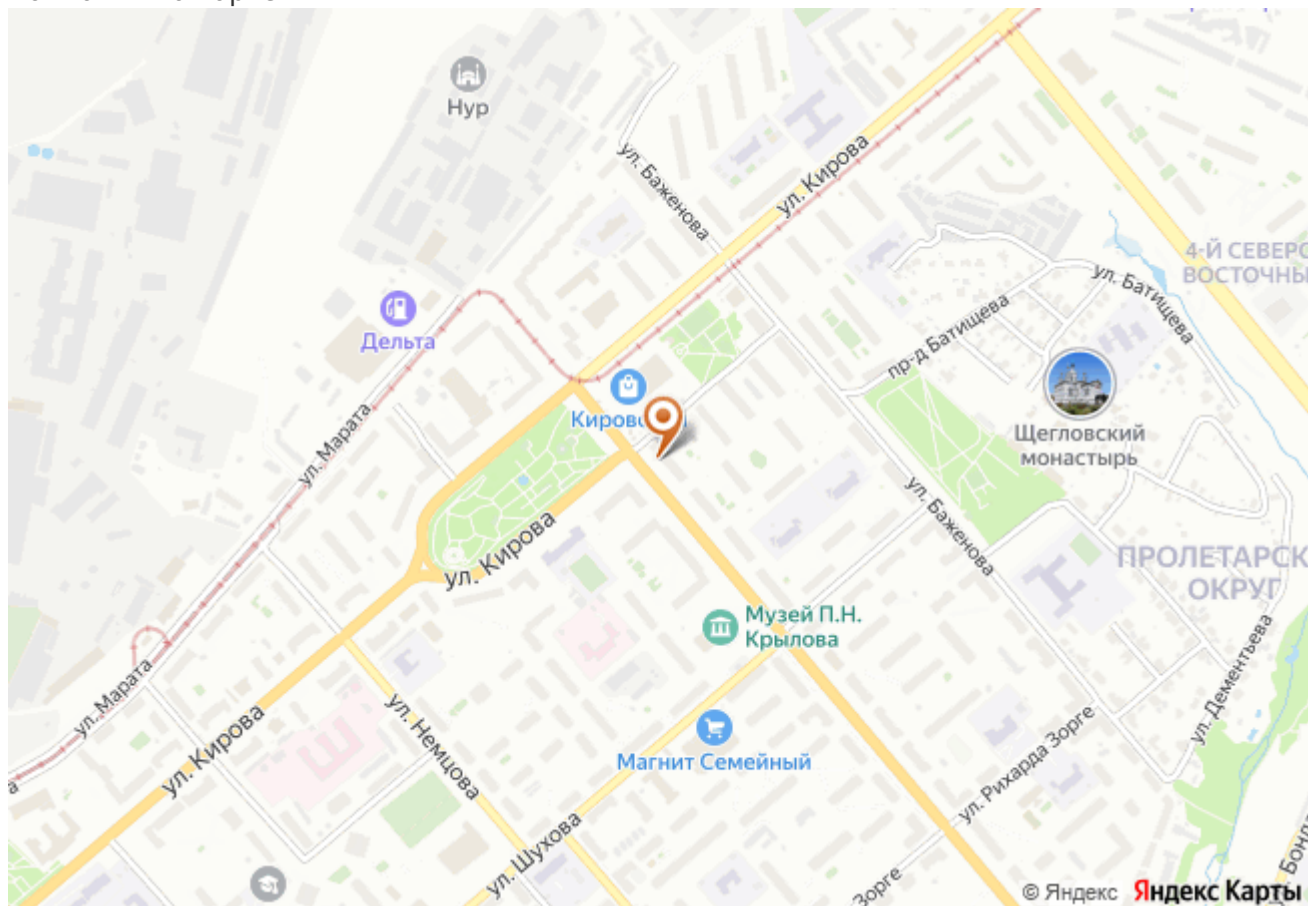 Нур
ул. Кирова
ул. Баженова
4-Й СЕВЕРО
ВОСТОЧНЫ
ул. Батищева
пр-д Батищева
Дельта
ул. Марата
Щегловский
монастырь
ул. Кирова
ул. Баженова
ПРОЛЕТАРСК
ОКРУГ
Музей П.Н.
Крылова
ул. Дементьева
ул. Марата
ул. Немцова
ул. Кирова
Магнит Семейный
ул. Рихарда Зорге
ул. Шухова
Зорге
© Яндекс Яндекс Карты